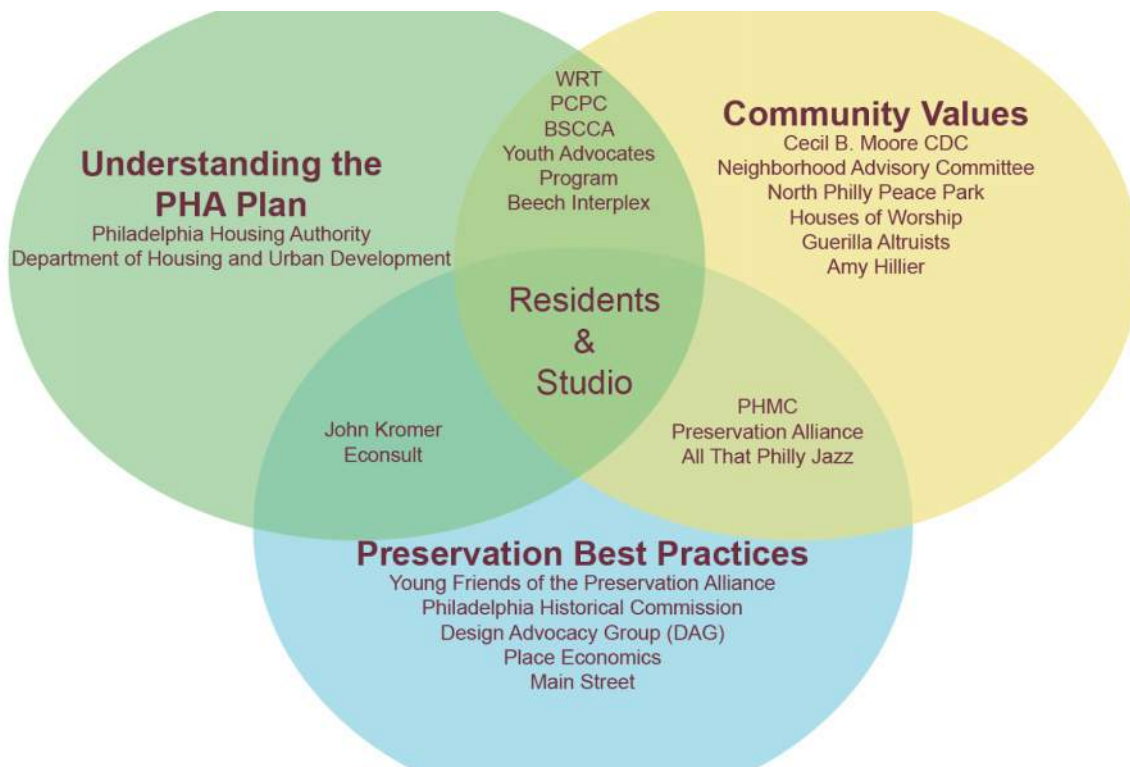 WRT
PCPC
BSCCA
Youth Advocates
Program
Beech Interplex
Community Values
Cecil B. Moore CDC
Neighborhood Advisory Committee
North Philly Peace Park
Houses of Worship
Guerilla Altruists
Amy Hillier
Understanding the
PHA Plan
Philadelphia Housing Authority
Department of Housing and Urban Development
Residents
&
Studio
John Kromer
Econsult
PHMC
Preservation Alliance
All That Philly Jazz
Preservation Best Practices
Young Friends of the Preservation Alliance
Philadelphia Historical Commission
Design Advocacy Group (DAG)
Place Economics
Main Street